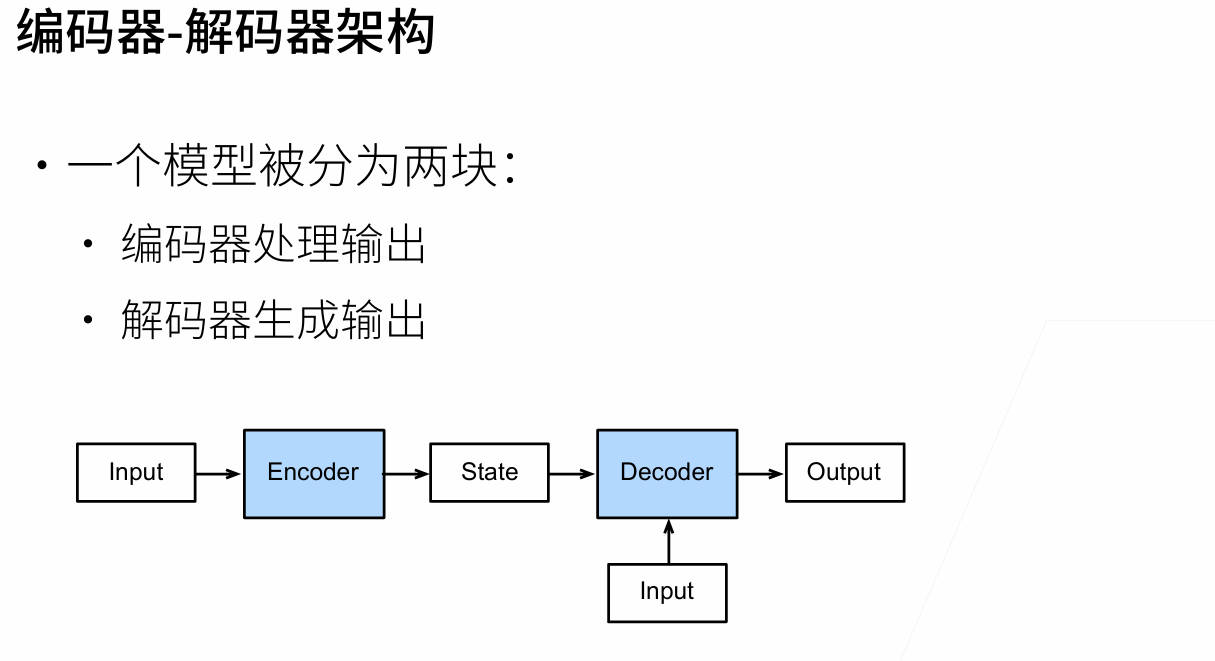 编码器-解码器架构
• 一个模型被分为两块：
• 编码器处理输出
• 解码器生成输出
Input
Encoder
State
Decoder
Output
Input